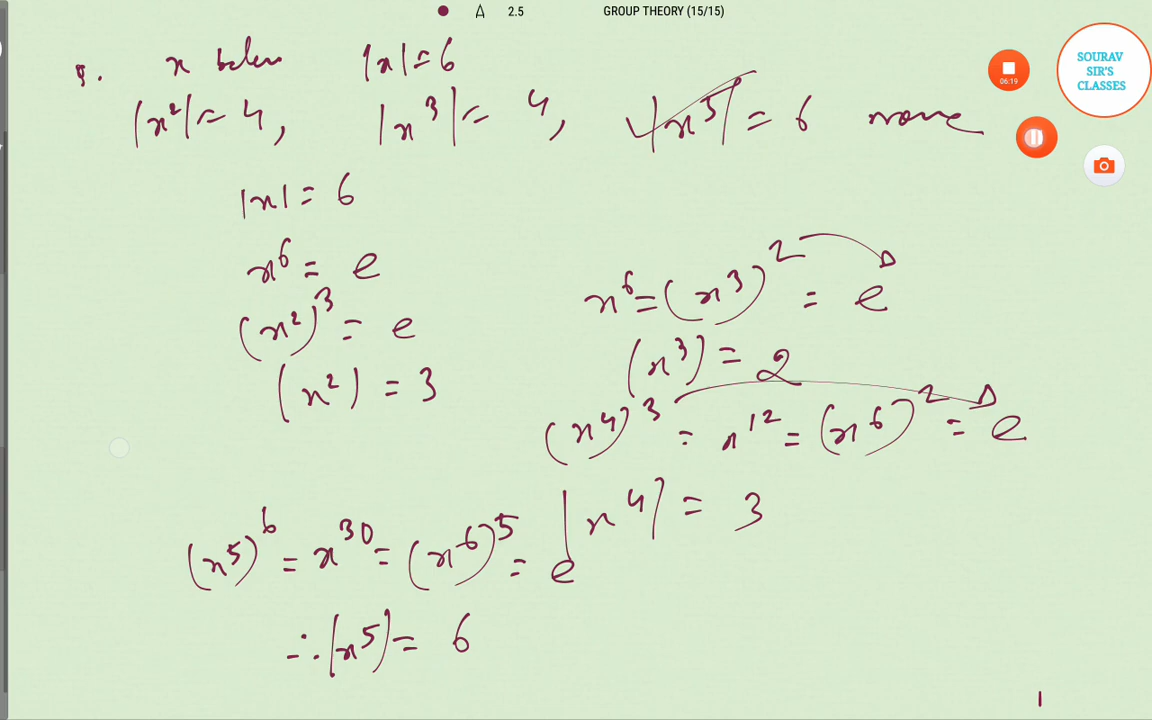 2.5 GROUP THEORY (15/15)
SOURAV
SIR'S
CLASSES
06:19
9. x |x| = 6
|x²| = 4, |x³| = 4, |x⁵| = 6 none
|x| = 6
x⁶ = e
(x²)³ = e
(x²) = 3
x⁶ = (x³)² = e
(x³) = 2
(x⁴)³ = x¹² = (x⁶)² = e
|x⁴| = 3
(x⁵)⁶ = x³⁰ = (x⁶)⁵ = e
∴ |x⁵| = 6
1